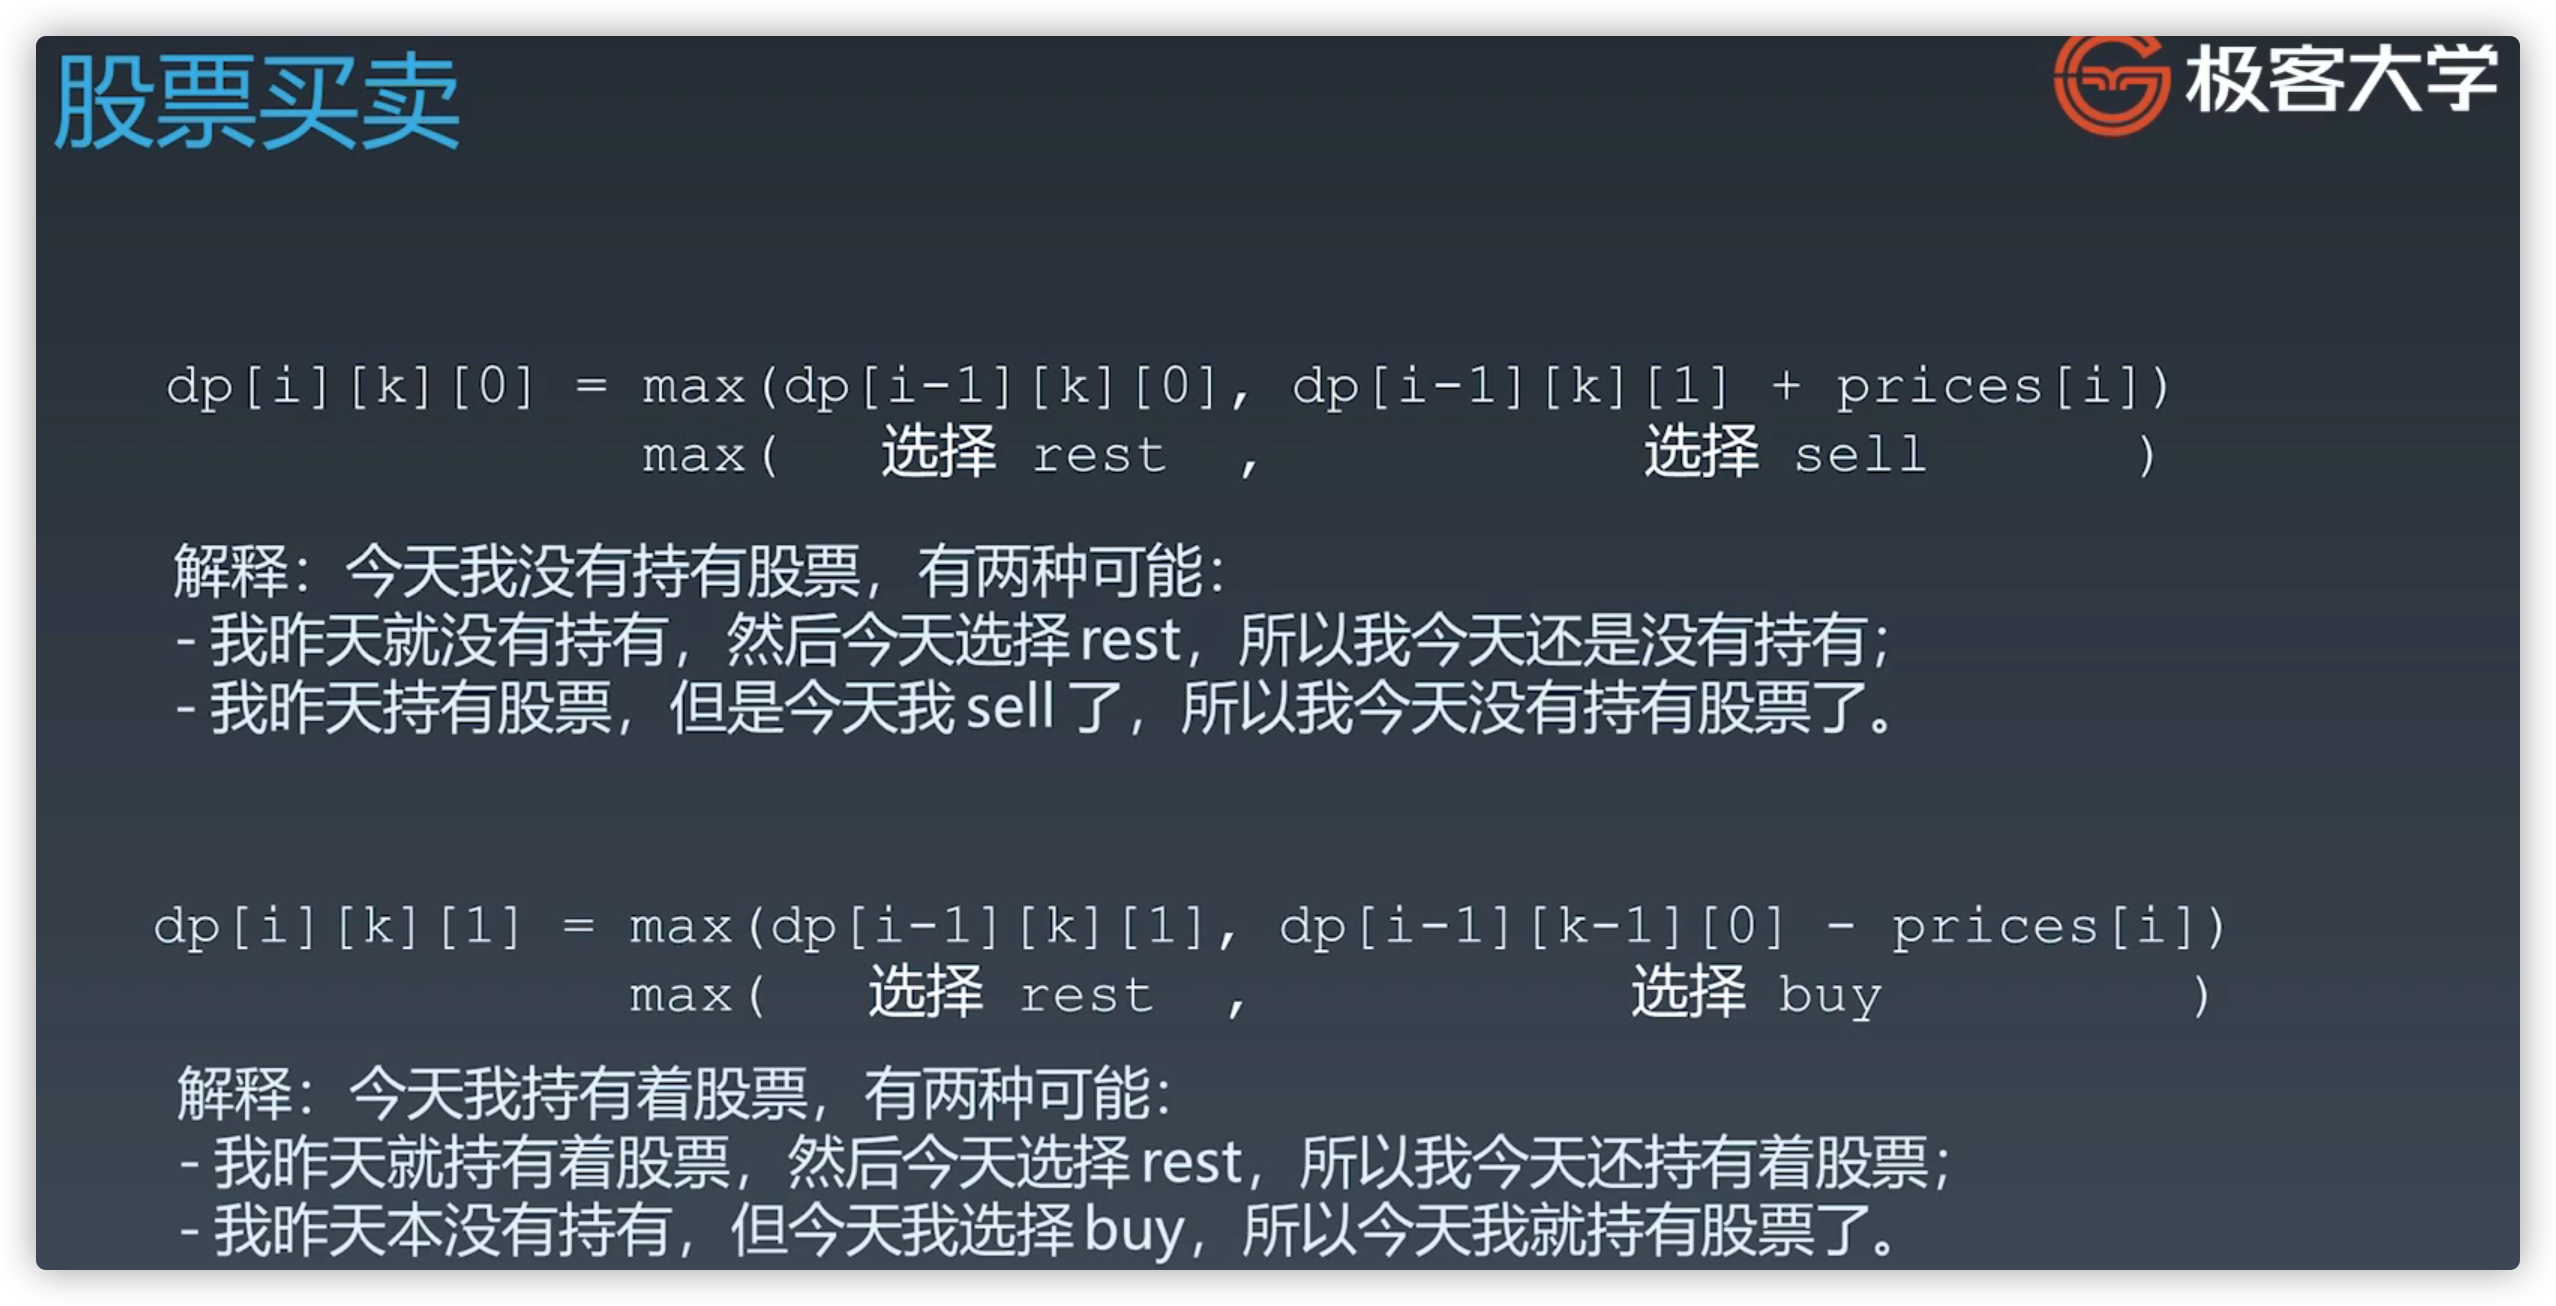 股票买卖
极客大学
dp[i][k][0] = max(dp[i-1][k][0], dp[i-1][k][1] + prices[i])
max( 选择 rest , 选择 sell )
解释：今天我没有持有股票，有两种可能：
- 我昨天就没有持有，然后今天选择 rest，所以我今天还是没有持有；
- 我昨天持有股票，但是今天我 sell 了，所以我今天没有持有股票了。
dp[i][k][1] = max(dp[i-1][k][1], dp[i-1][k-1][0] - prices[i])
max( 选择 rest , 选择 buy )
解释：今天我持有着股票，有两种可能：
- 我昨天就持有着股票，然后今天选择 rest，所以我今天还持有着股票；
- 我昨天本没有持有，但今天我选择 buy，所以今天我就持有股票了。